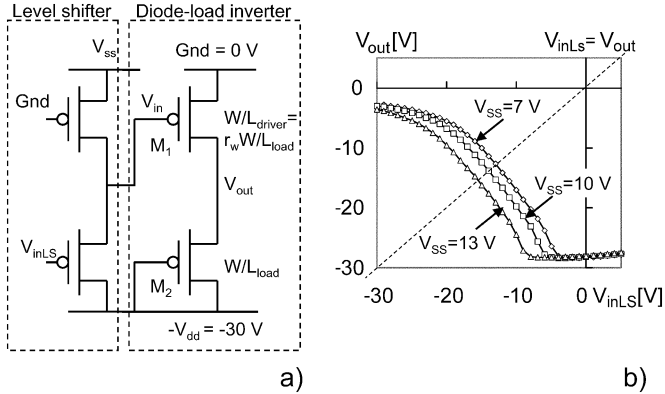 Level shifter
Diode-load inverter
Vss
Gnd = 0 V
Gnd
Vin
W/Ldriver=
rwW/Lload
M1
Vout
VinLS
W/Lload
M2
-Vdd = -30 V
a)
Vout[V]
VinLs= Vout
0
-10
-20
-30
VSS=7 V
VSS=10 V
VSS=13 V
-30
-20
-10
0 VinLS[V]
b)